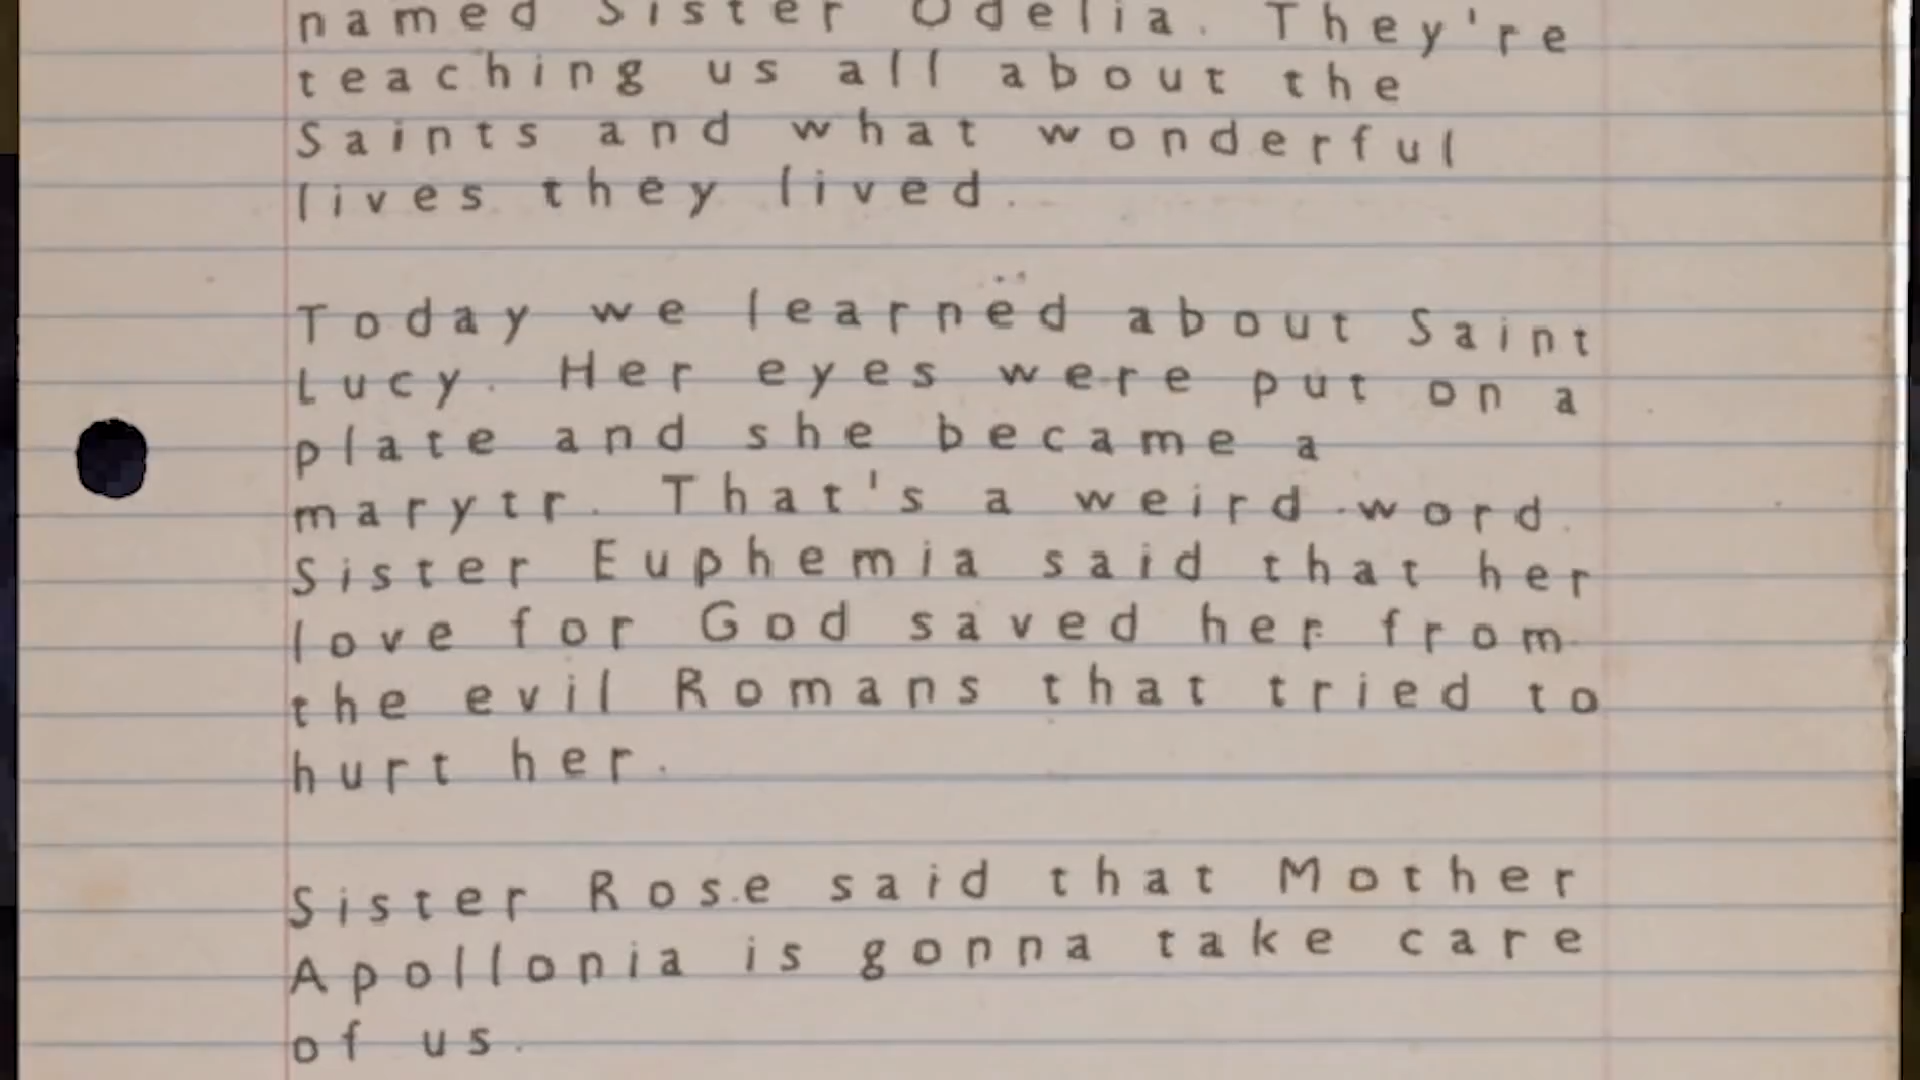 named Sister Odelia. They're
teaching us all about the
Saints and what wonderful
lives they lived.
Today we learned about Saint
Lucy. Her eyes were put on a
plate and she became a
marytr. That's a weird word.
Sister Euphemia said that her
love for God saved her from
the evil Romans that tried to
hurt her.
Sister Rose said that Mother
Apollonia is gonna take care
of us.